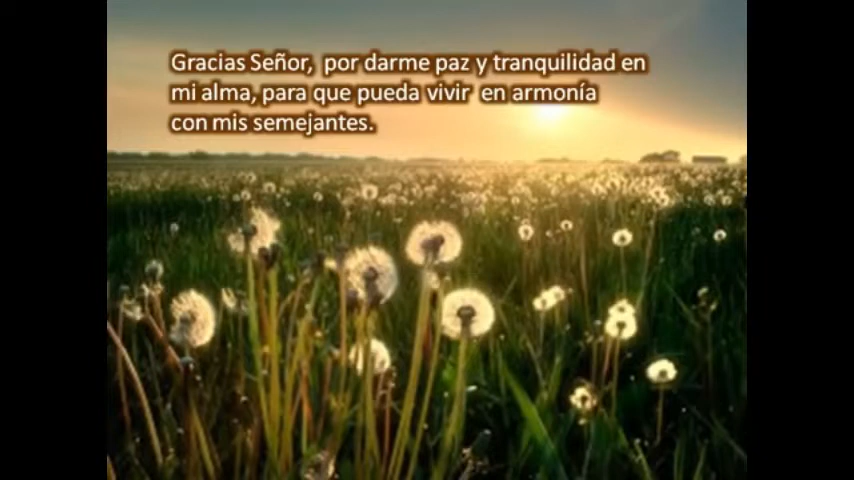 Gracias Señor, por darme paz y tranquilidad en
mi alma, para que pueda vivir en armonía
con mis semejantes.